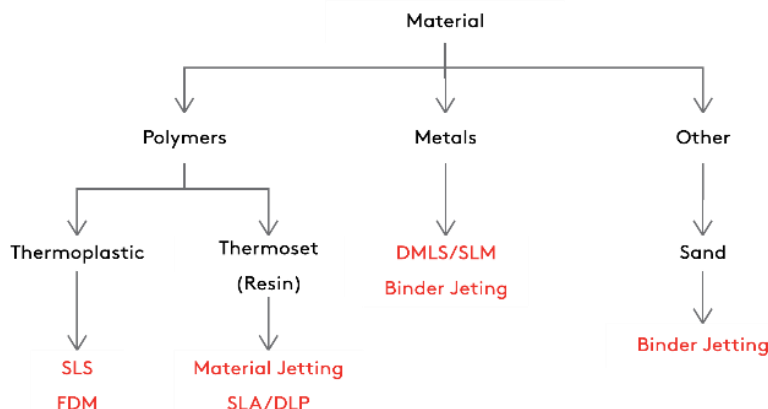 Material
Polymers
Metals
Other
Thermoplastic
Thermoset
(Resin)
DMLS/SLM
Binder Jeting
Sand
SLS
FDM
Material Jetting
SLA/DLP
Binder Jetting